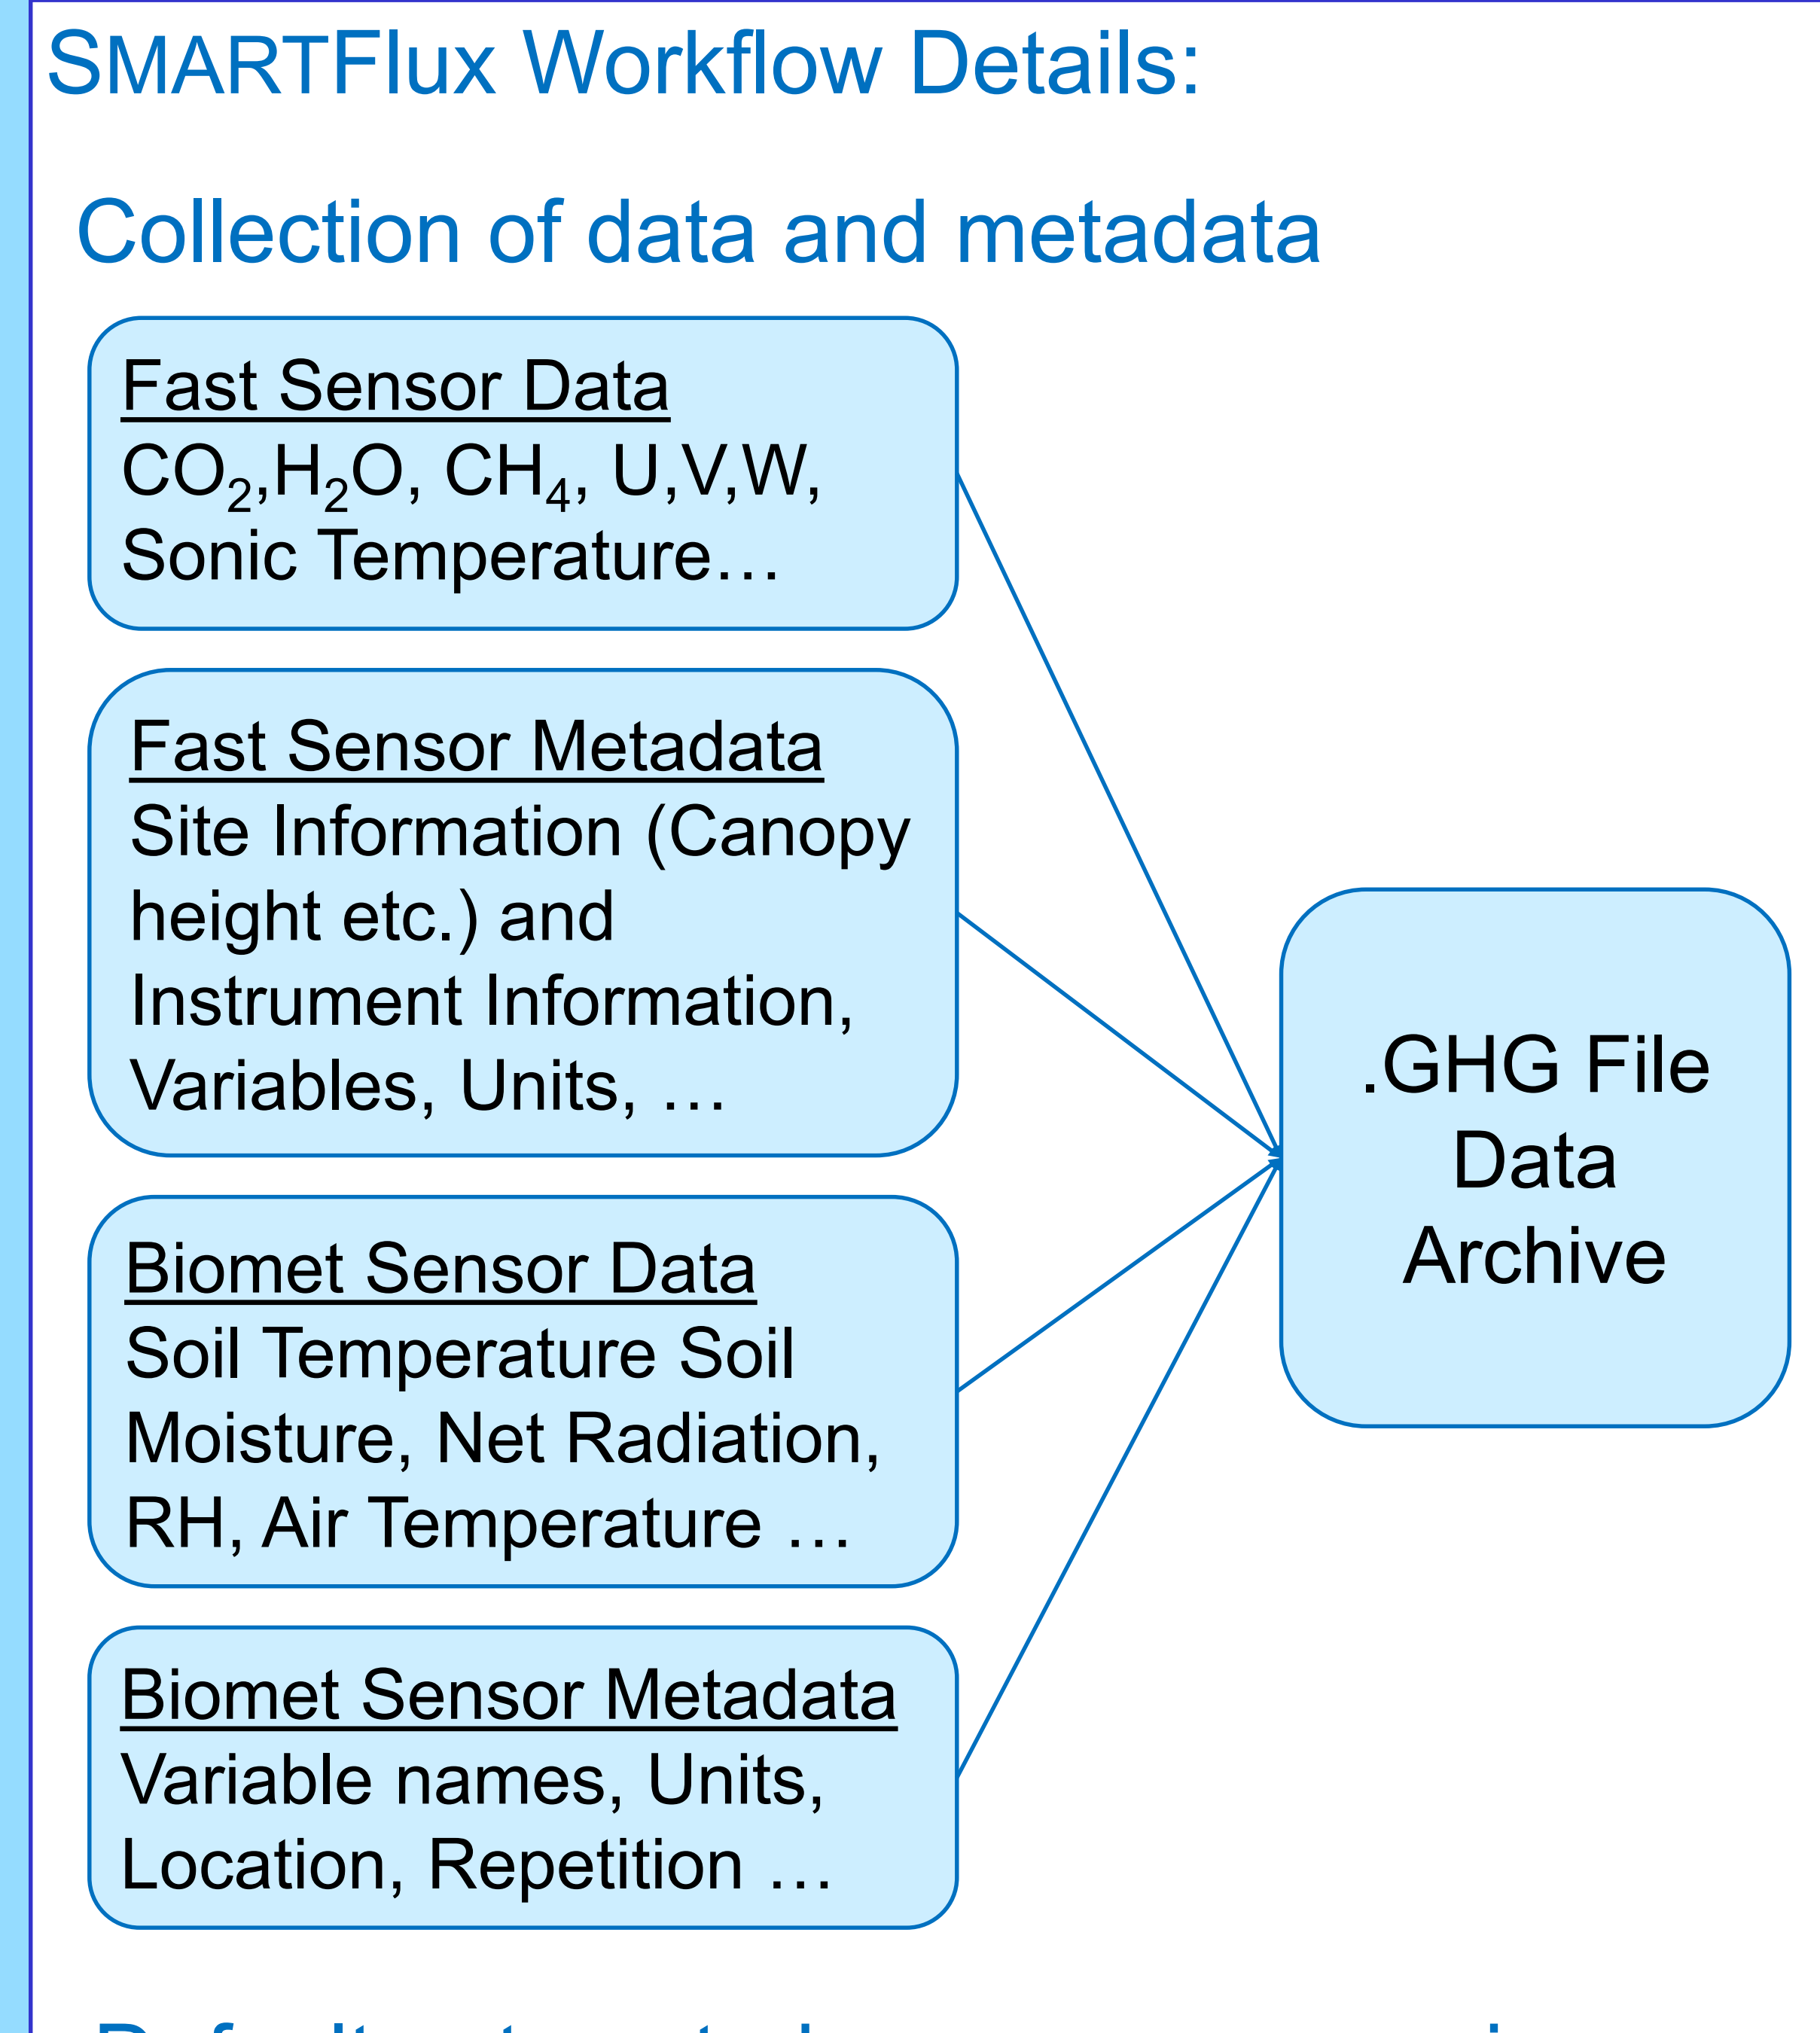 SMARTFlux Workflow Details:
Collection of data and metadata
Fast Sensor Data
CO₂,H₂O, CH₄, U,V,W,
Sonic Temperature…
Fast Sensor Metadata
Site Information (Canopy
height etc.) and
Instrument Information,
Variables, Units, …
Biomet Sensor Data
Soil Temperature Soil
Moisture, Net Radiation,
RH, Air Temperature …
Biomet Sensor Metadata
Variable names, Units,
Location, Repetition …
.GHG File
Data
Archive